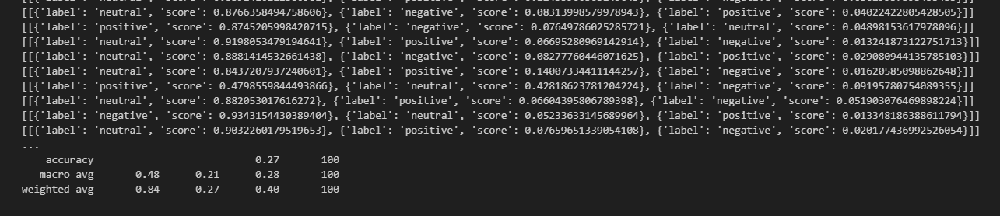 [[{'label': 'neutral', 'score': 0.8766358494758606}, {'label': 'negative', 'score': 0.08313998579978943}, {'label': 'positive', 'score': 0.04022422805428505}]]
[[{'label': 'positive', 'score': 0.8745205998420715}, {'label': 'negative', 'score': 0.07649786025285721}, {'label': 'neutral', 'score': 0.04898153617978096}]]
[[{'label': 'neutral', 'score': 0.9198053479194641}, {'label': 'negative', 'score': 0.06695280969142914}, {'label': 'positive', 'score': 0.013241873122751713}]]
[[{'label': 'neutral', 'score': 0.8881414532661438}, {'label': 'negative', 'score': 0.08277760446071625}, {'label': 'positive', 'score': 0.029080944135785103}]]
[[{'label': 'neutral', 'score': 0.8437207937240601}, {'label': 'positive', 'score': 0.14007334411144257}, {'label': 'negative', 'score': 0.01620585098862648}]]
[[{'label': 'positive', 'score': 0.4798559844493866}, {'label': 'neutral', 'score': 0.42818623781204224}, {'label': 'negative', 'score': 0.09195780754089355}]]
[[{'label': 'neutral', 'score': 0.882053017616272}, {'label': 'positive', 'score': 0.06604395806789398}, {'label': 'negative', 'score': 0.051903076469898224}]]
[[{'label': 'negative', 'score': 0.9343154430389404}, {'label': 'neutral', 'score': 0.05233633145689964}, {'label': 'positive', 'score': 0.013348186388611794}]]
[[{'label': 'neutral', 'score': 0.9032260179519653}, {'label': 'positive', 'score': 0.07659651339054108}, {'label': 'negative', 'score': 0.020177436992526054}]]
...
accuracy 0.27 100
macro avg 0.48 0.21 0.28 100
weighted avg 0.84 0.27 0.40 100